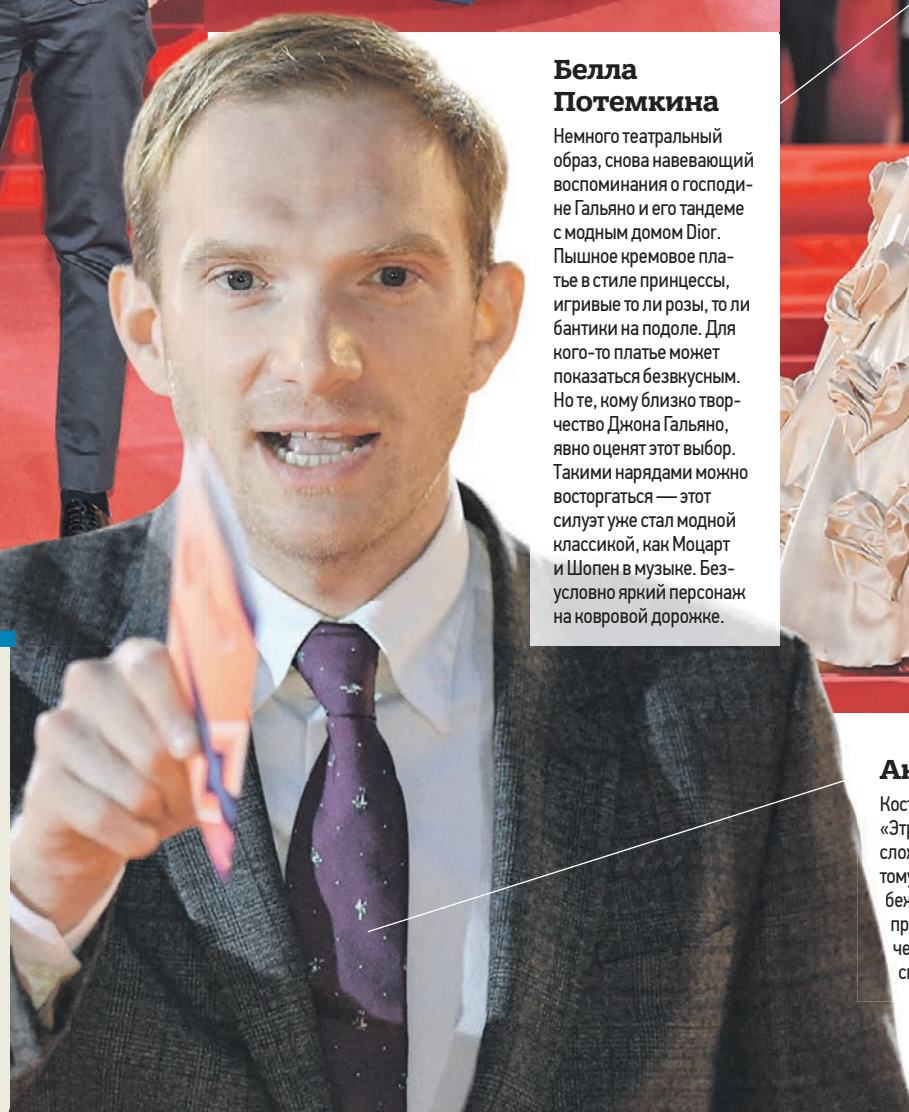 Белла
Потемкина
Немного театральный
образ, снова навевающий
воспоминания о господи-
не Гальяно и его тандеме
с модным домом Dior.
Пышное кремовое пла-
тье в стиле принцессы,
игривые то ли розы, то ли
бантики на подоле. Для
кого-то платье может
показаться безвкусным.
Но те, кому близко твор-
чество Джона Гальяно,
явно оценят этот выбор.
Такими нарядами можно
восторгаться — этот
силуэт уже стал модной
классикой, как Моцарт
и Шопен в музыке. Без-
условно яркий персонаж
на ковровой дорожке.